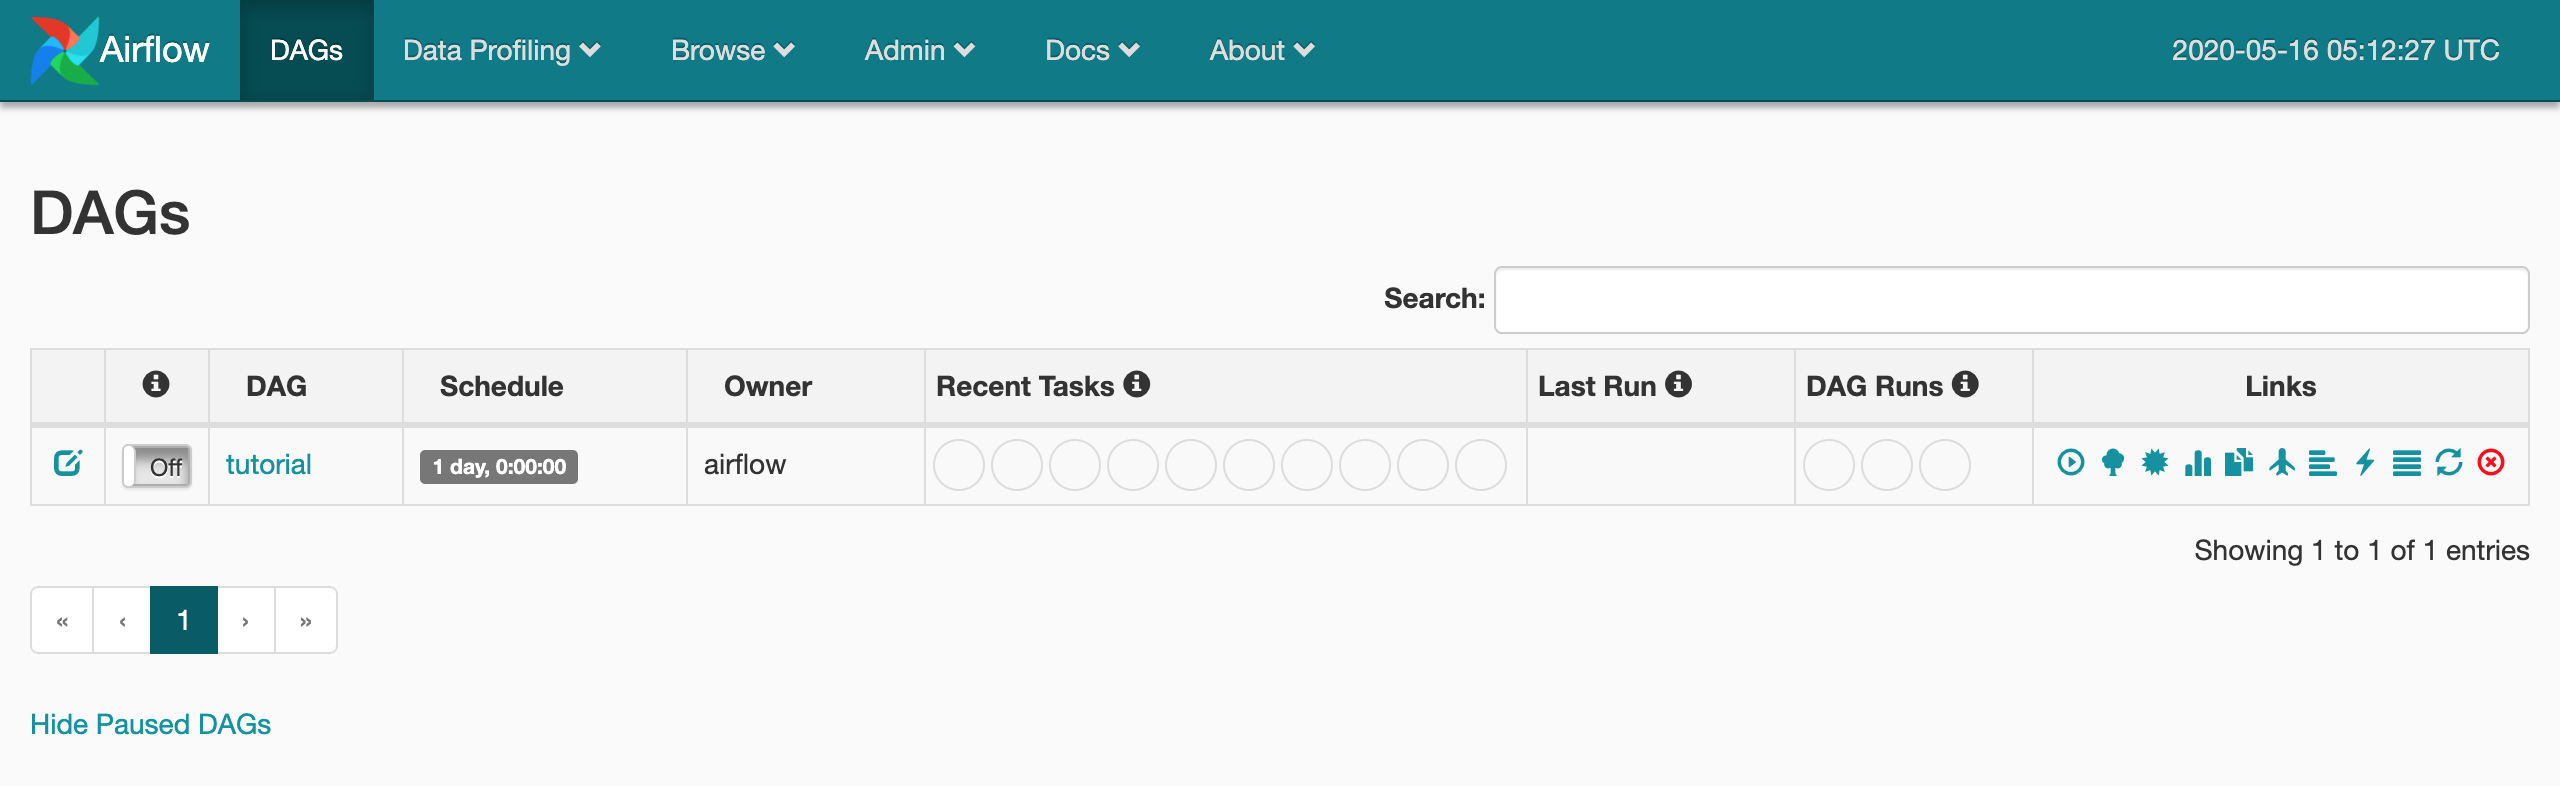 Airflow DAGs Data Profiling Browse Admin Docs About 2020-05-16 05:12:27 UTC
DAGs
Search:
DAG Schedule Owner Recent Tasks Last Run DAG Runs Links
Off tutorial 1 day, 0:00:00 airflow
Showing 1 to 1 of 1 entries
« ‹ 1 › »
Hide Paused DAGs